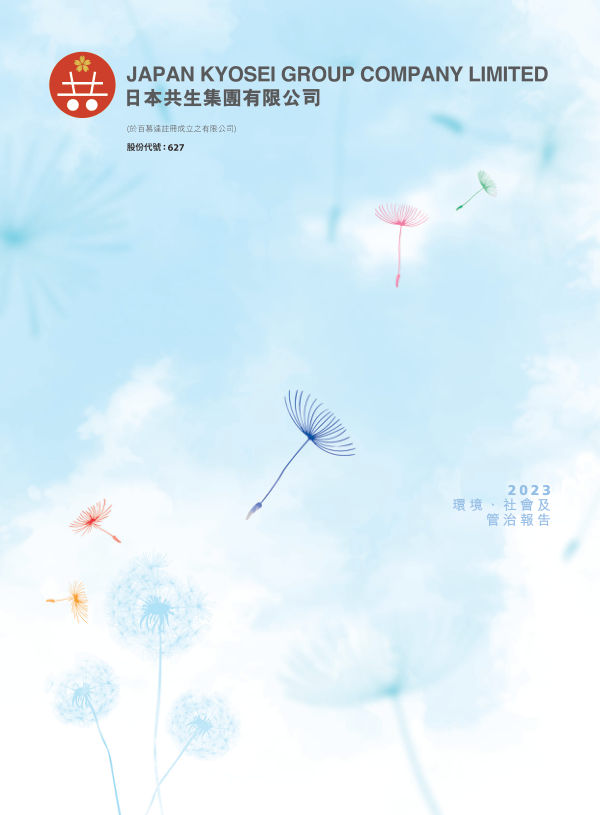 JAPAN KYOSEI GROUP COMPANY LIMITED
日本共生集團有限公司
(於百慕達註冊成立之有限公司)
股份代號：627
2023
環境、社會及
管治報告